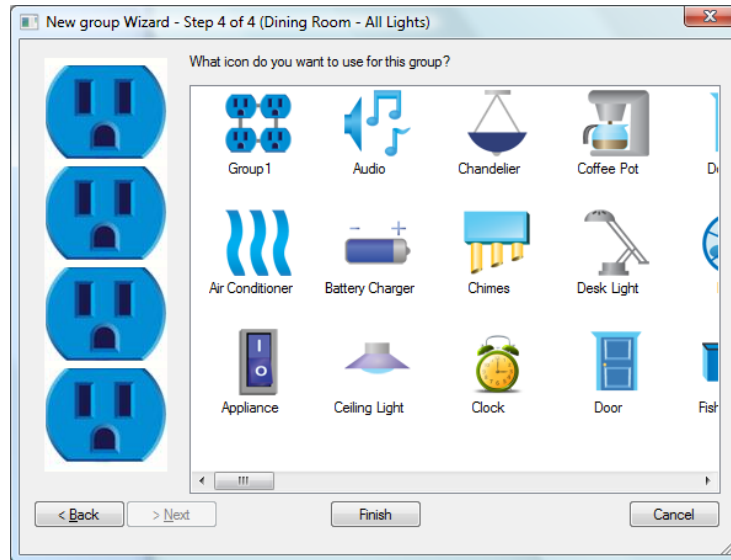 New group Wizard - Step 4 of 4 (Dining Room - All Lights)
What icon do you want to use for this group?
Group1 Audio Chandelier Coffee Pot
Air Conditioner Battery Charger Chimes Desk Light
Appliance Ceiling Light Clock Door Fish
< Back > Next Finish Cancel